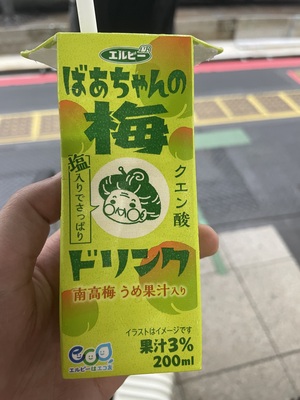 エルビー
ばあちゃんの
梅
塩入りでさっぱり
クエン酸
ドリンク
南高梅 うめ果汁入り
イラストはイメージです
果汁3%
200ml
eco
エルビーはエコ系